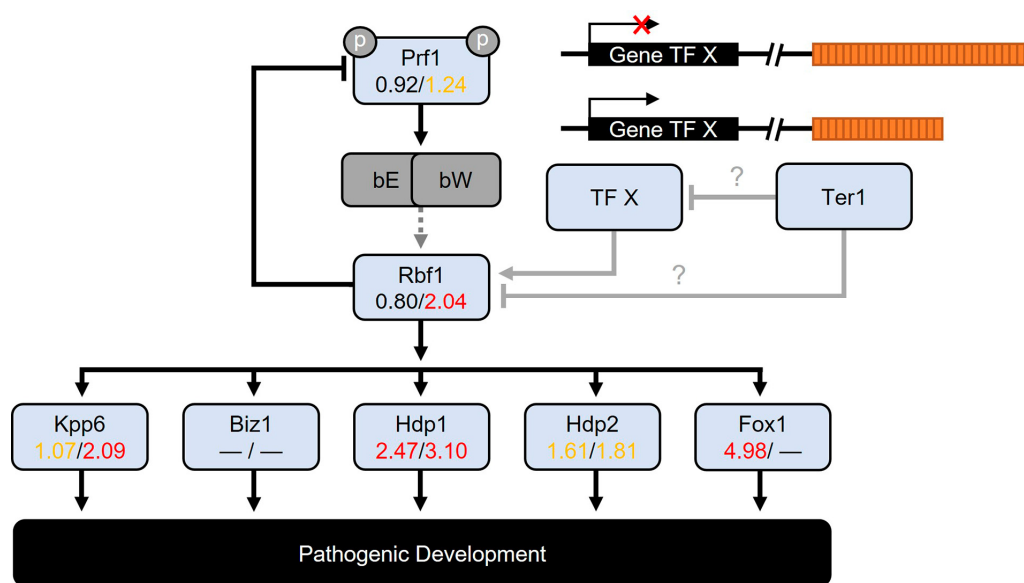 p
p
Prf1
0.92/1.24
Gene TF X
Gene TF X
bE
bW
TF X
?
Ter1
Rbf1
0.80/2.04
?
Kpp6
1.07/2.09
Biz1
— / —
Hdp1
2.47/3.10
Hdp2
1.61/1.81
Fox1
4.98/ —
Pathogenic Development